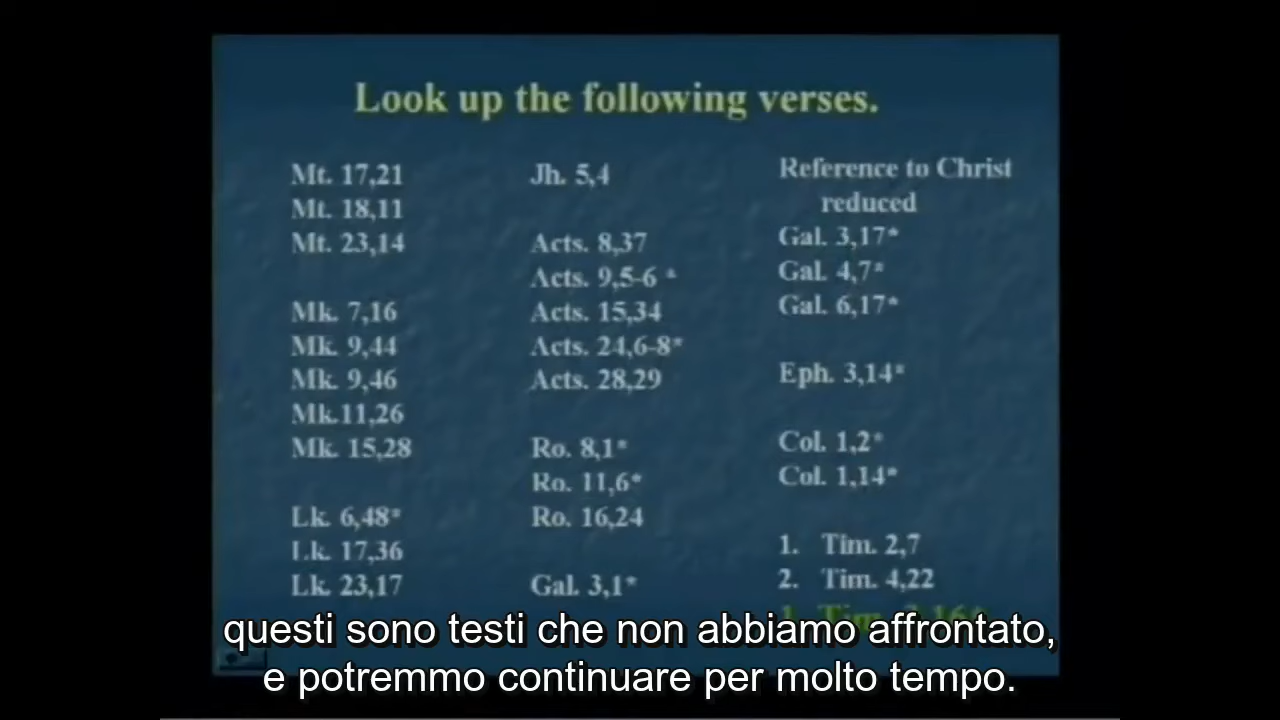 Look up the following verses.
Mt. 17,21
Mt. 18,11
Mt. 23,14
Mk. 7,16
Mk. 9,44
Mk. 9,46
Mk.11,26
Mk. 15,28
Lk. 6,48*
Lk. 17,36
Lk. 23,17
Jh. 5,4
Acts. 8,37
Acts. 9,5-6 *
Acts. 15,34
Acts. 24,6-8*
Acts. 28,29
Ro. 8,1*
Ro. 11,6*
Ro. 16,24
Gal. 3,1*
Reference to Christ
reduced
Gal. 3,17*
Gal. 4,7*
Gal. 6,17*
Eph. 3,14*
Col. 1,2*
Col. 1,14*
1. Tim. 2,7
2. Tim. 4,22
questi sono testi che non abbiamo affrontato,
e potremmo continuare per molto tempo.